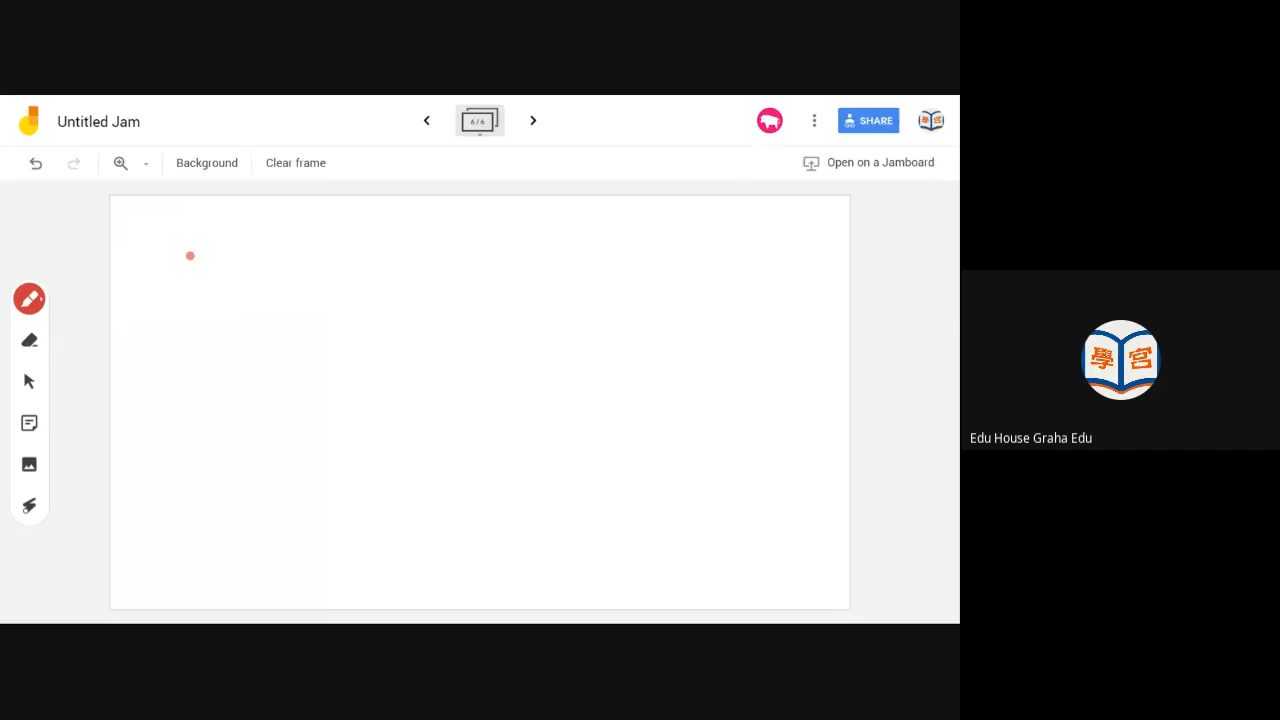 Untitled Jam
6 / 6
SHARE
Background
Clear frame
Open on a Jamboard
學宮
Edu House Graha Edu